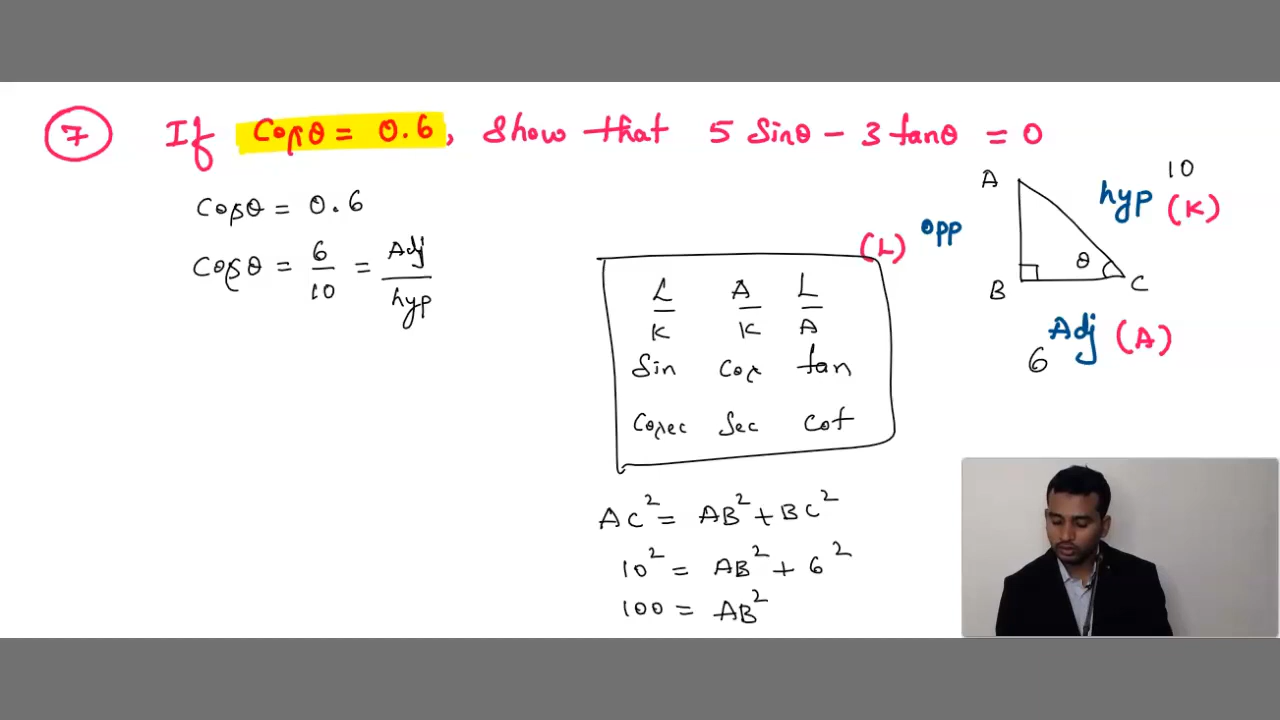 7 If Cosθ = 0.6, Show that 5 Sinθ - 3 tanθ = 0
Cosθ = 0.6
Cosθ = 6/10 = Adj/hyp
L/K A/K L/A
Sin Cos tan
Cosec Sec Cot
AC² = AB² + BC²
10² = AB² + 6²
100 = AB²
A
10
hyp (K)
(L) opp
θ
B
C
Adj (A)
6